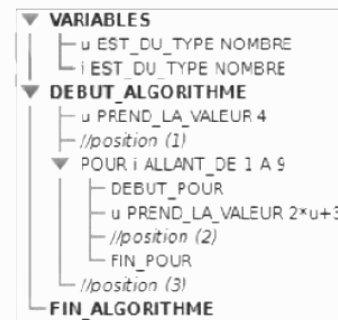 VARIABLES
u EST_DU_TYPE NOMBRE
i EST_DU_TYPE NOMBRE
DEBUT_ALGORITHME
u PREND_LA_VALEUR 4
//position (1)
POUR i ALLANT_DE 1 A 9
DEBUT_POUR
u PREND_LA_VALEUR 2*u+3
//position (2)
FIN_POUR
//position (3)
FIN_ALGORITHME